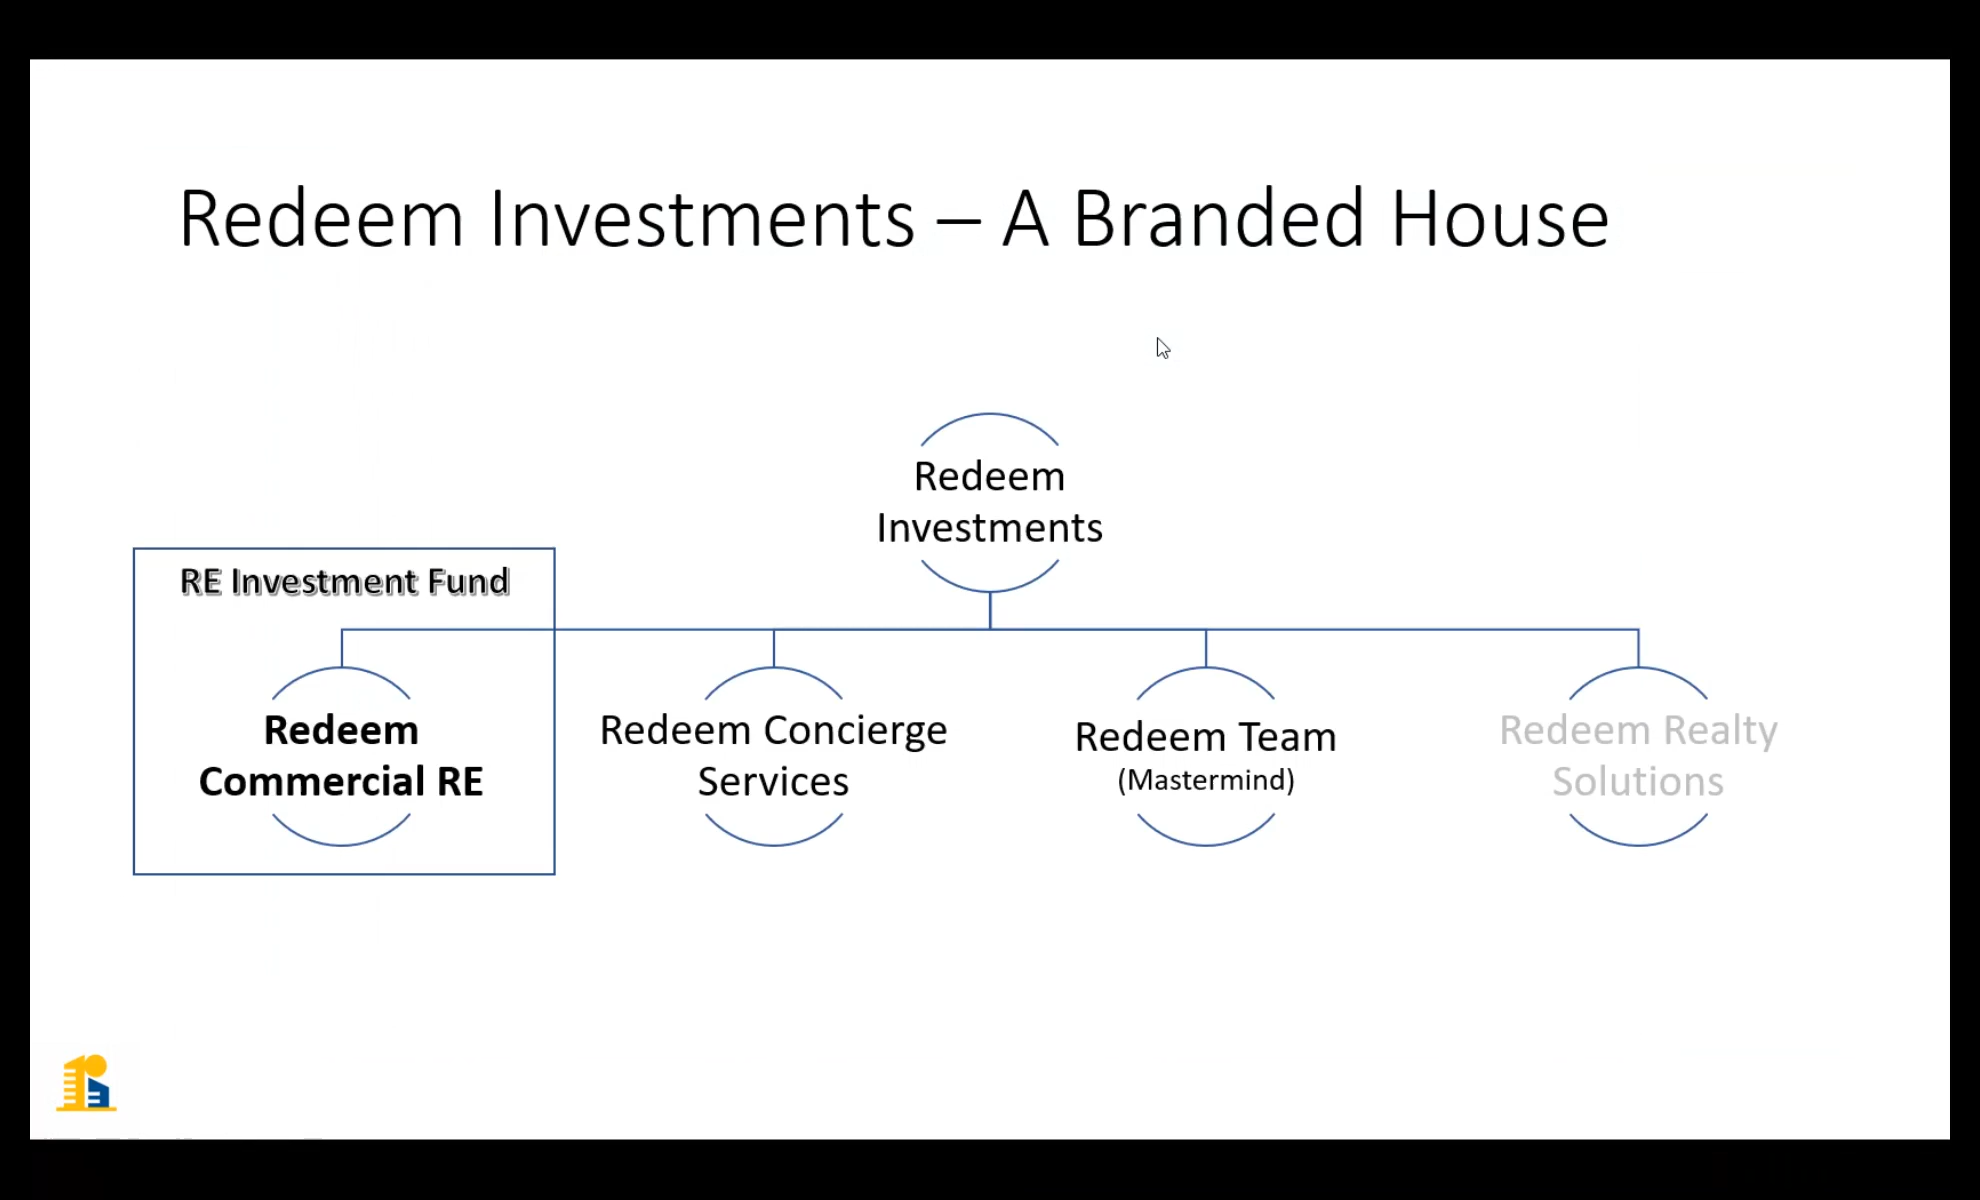 Redeem Investments – A Branded House
Redeem
Investments
RE Investment Fund
Redeem
Commercial RE
Redeem Concierge
Services
Redeem Team
(Mastermind)
Redeem Realty
Solutions